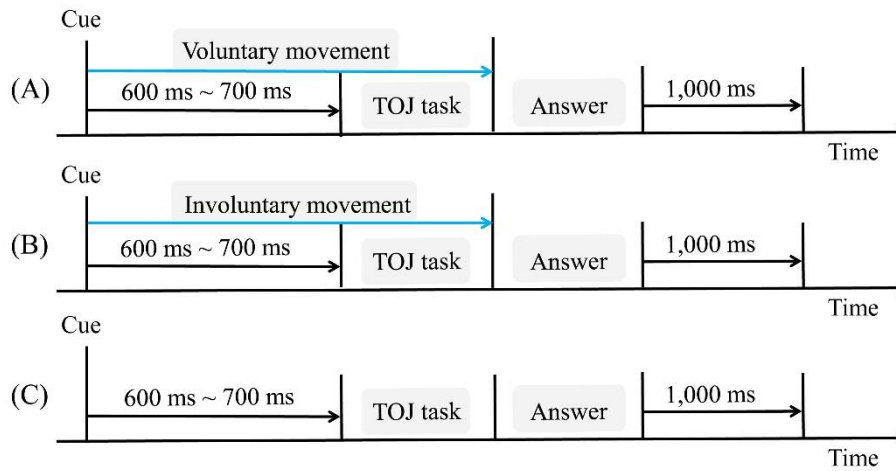 Cue
Voluntary movement
(A)
600 ms ~ 700 ms
TOJ task
Answer
1,000 ms
Time
Cue
Involuntary movement
(B)
600 ms ~ 700 ms
TOJ task
Answer
1,000 ms
Time
Cue
(C)
600 ms ~ 700 ms
TOJ task
Answer
1,000 ms
Time